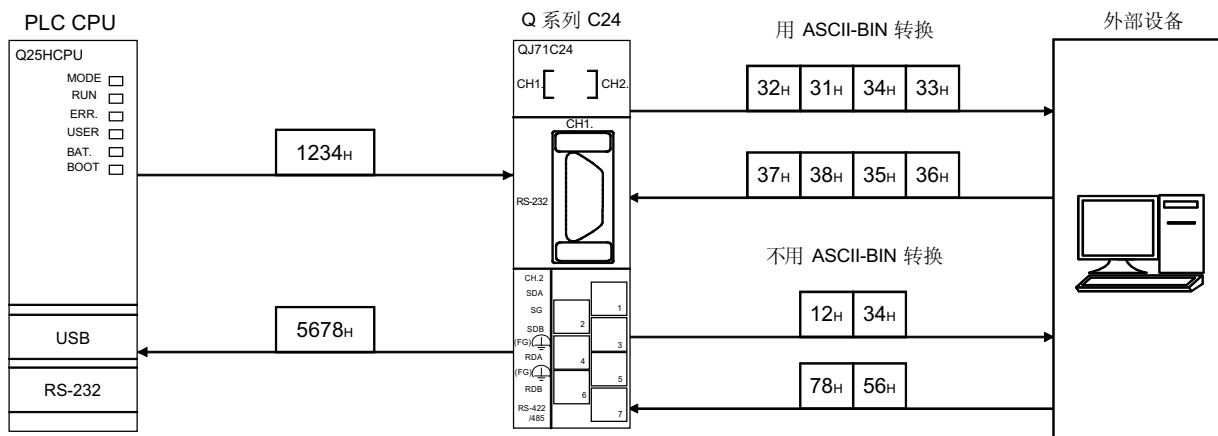 PLC CPU
Q25HCPU
MODE
RUN
ERR.
USER
BAT.
BOOT
USB
RS-232
1234H
5678H
Q 系列 C24
QJ71C24
CH1.
CH2.
CH1.
RS-232
CH.2
SDA
SG
SDB
(FG)
RDA
(FG)
RDB
RS-422
/485
1
2
3
4
5
6
7
用 ASCII-BIN 转换
32H 31H 34H 33H
37H 38H 35H 36H
不用 ASCII-BIN 转换
12H 34H
78H 56H
外部设备